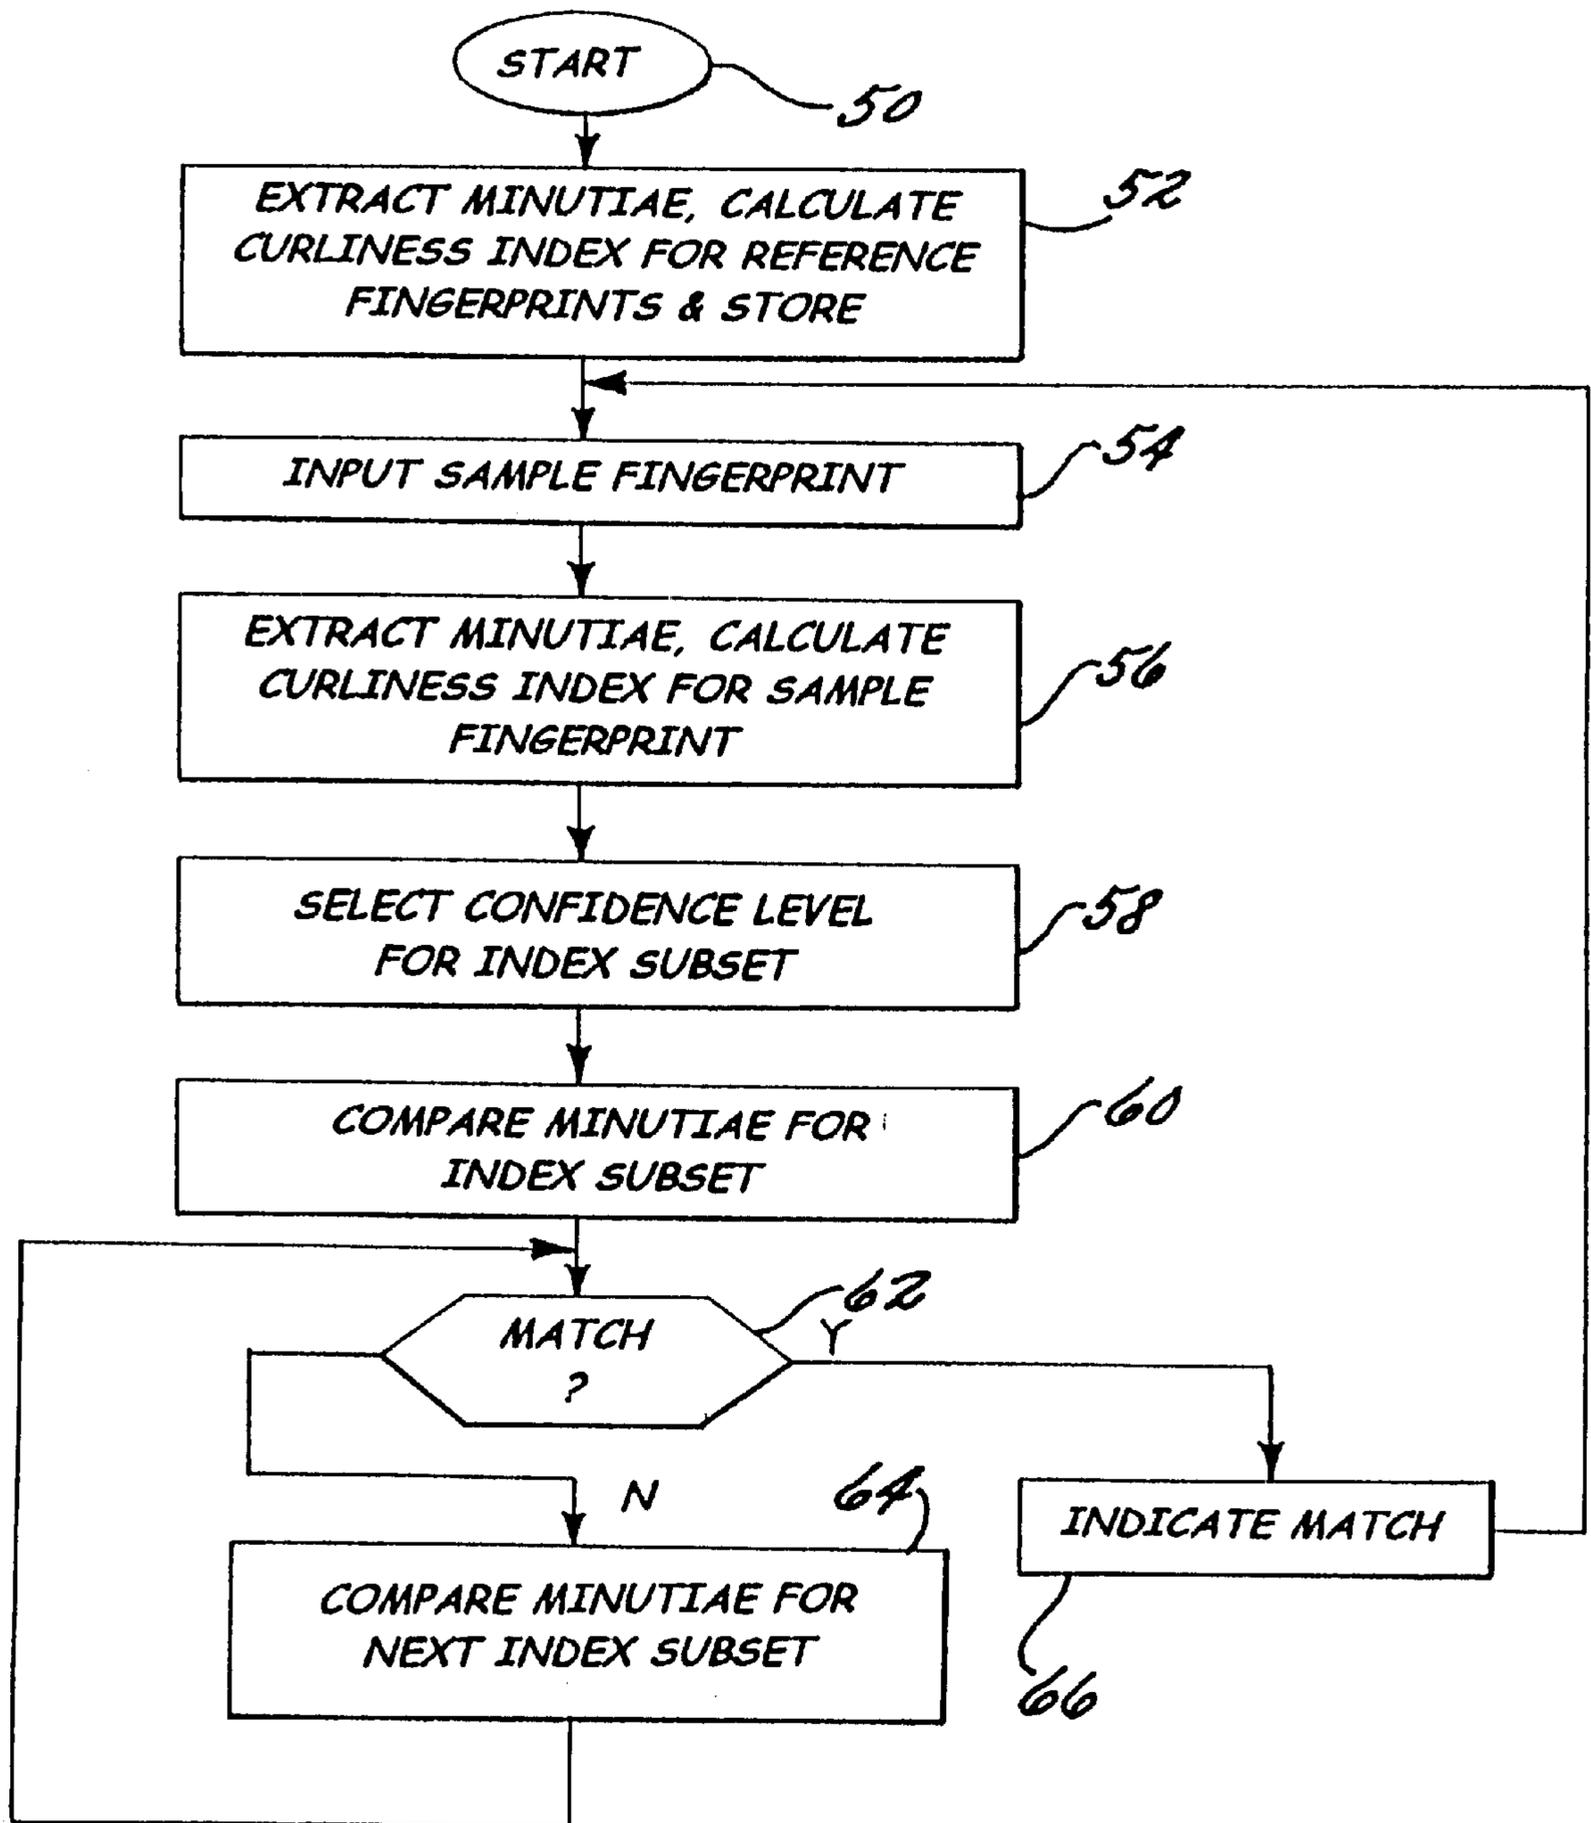 START
50
EXTRACT MINUTIAE, CALCULATE
CURLINESS INDEX FOR REFERENCE
FINGERPRINTS & STORE
52
INPUT SAMPLE FINGERPRINT
54
EXTRACT MINUTIAE, CALCULATE
CURLINESS INDEX FOR SAMPLE
FINGERPRINT
56
SELECT CONFIDENCE LEVEL
FOR INDEX SUBSET
58
COMPARE MINUTIAE FOR
INDEX SUBSET
60
MATCH
?
62
Y
N
64
COMPARE MINUTIAE FOR
NEXT INDEX SUBSET
INDICATE MATCH
66